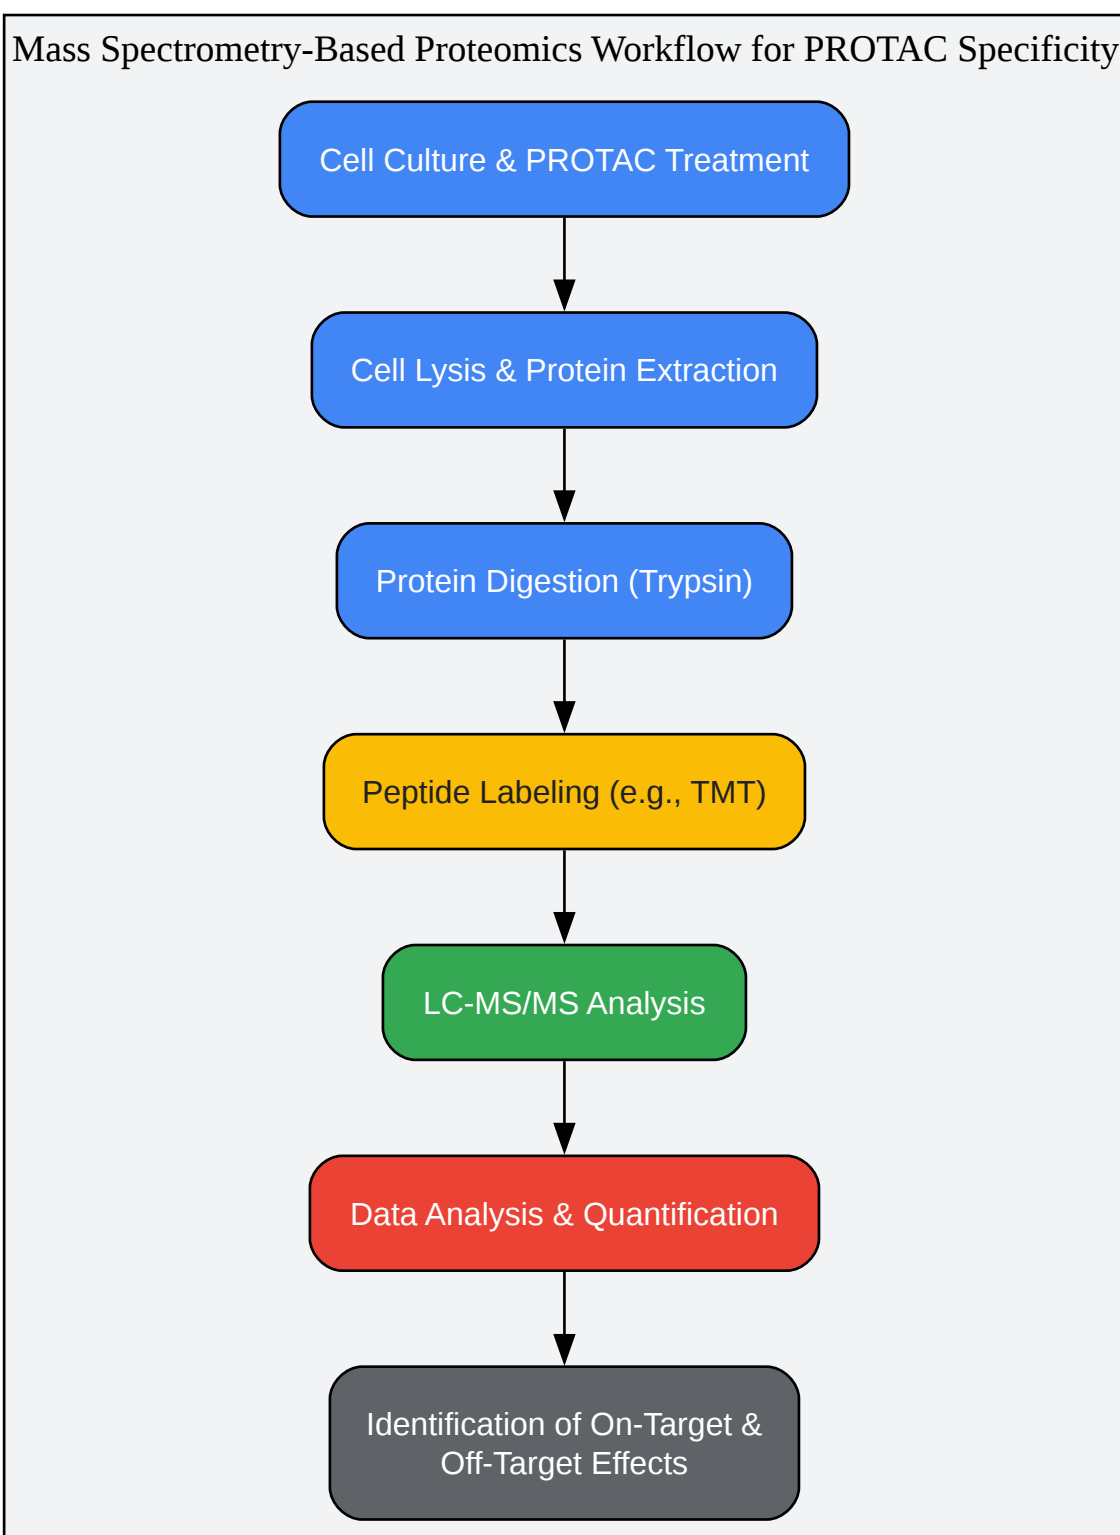 Mass Spectrometry-Based Proteomics Workflow for PROTAC Specificity
Cell Culture & PROTAC Treatment
Cell Lysis & Protein Extraction
Protein Digestion (Trypsin)
Peptide Labeling (e.g., TMT)
LC-MS/MS Analysis
Data Analysis & Quantification
Identification of On-Target &
Off-Target Effects